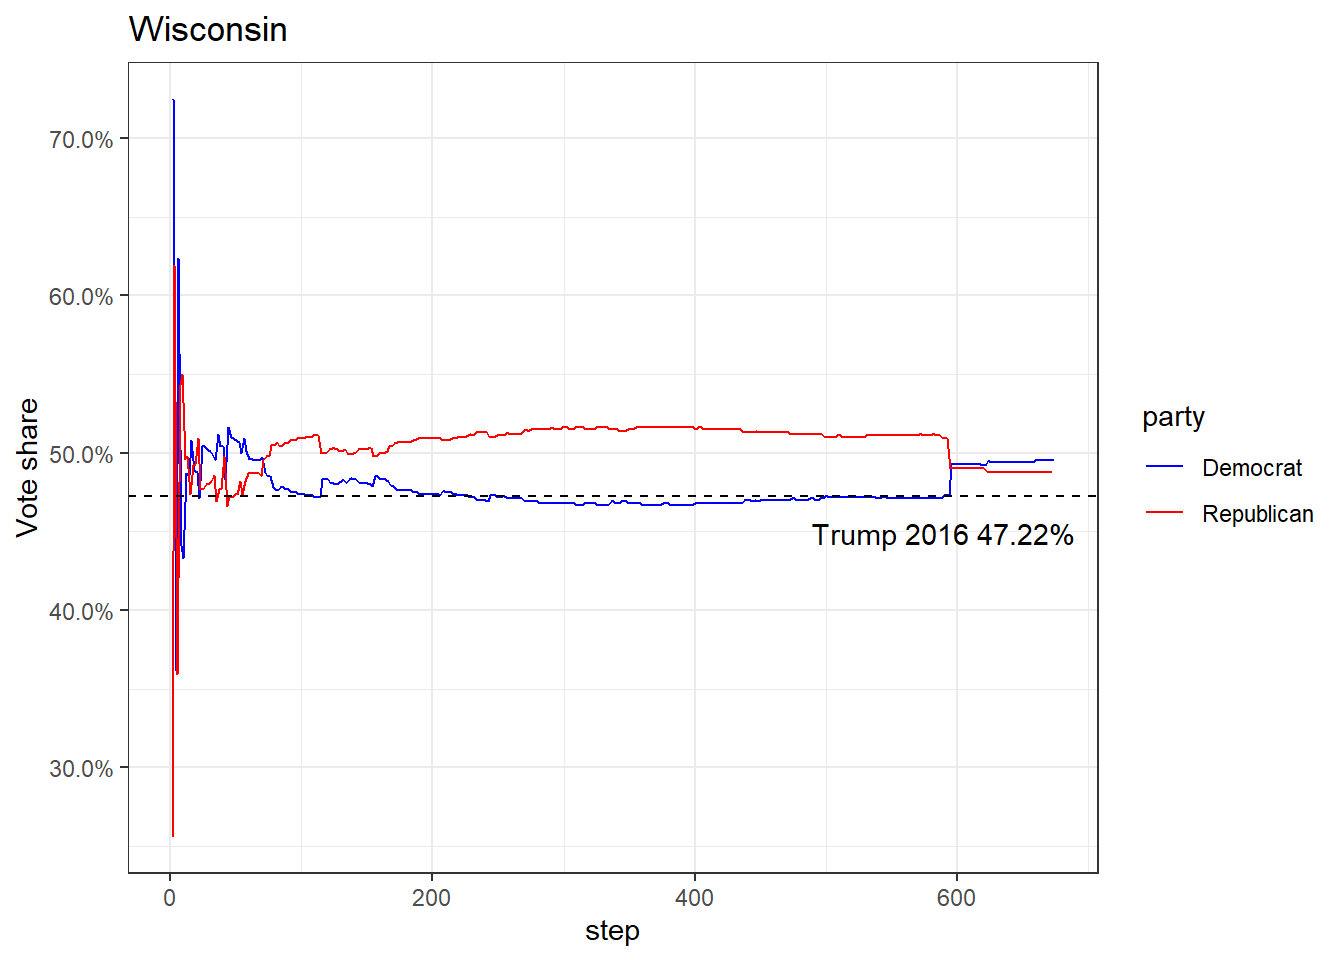 Wisconsin
Vote share
70.0%
60.0%
50.0%
40.0%
30.0%
Trump 2016 47.22%
0
200
400
600
step
party
Democrat
Republican